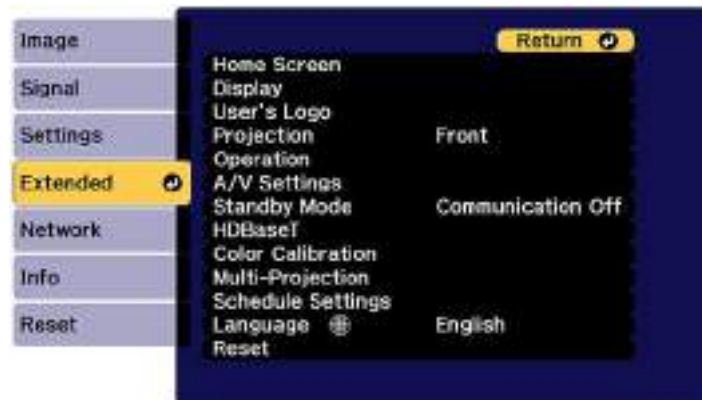 Image
Signal
Settings
Extended
Network
Info
Reset
Return
Home Screen
Display
User's Logo
Projection Front
Operation
A/V Settings
Standby Mode Communication Off
HDBaseT
Color Calibration
Multi-Projection
Schedule Settings
Language English
Reset